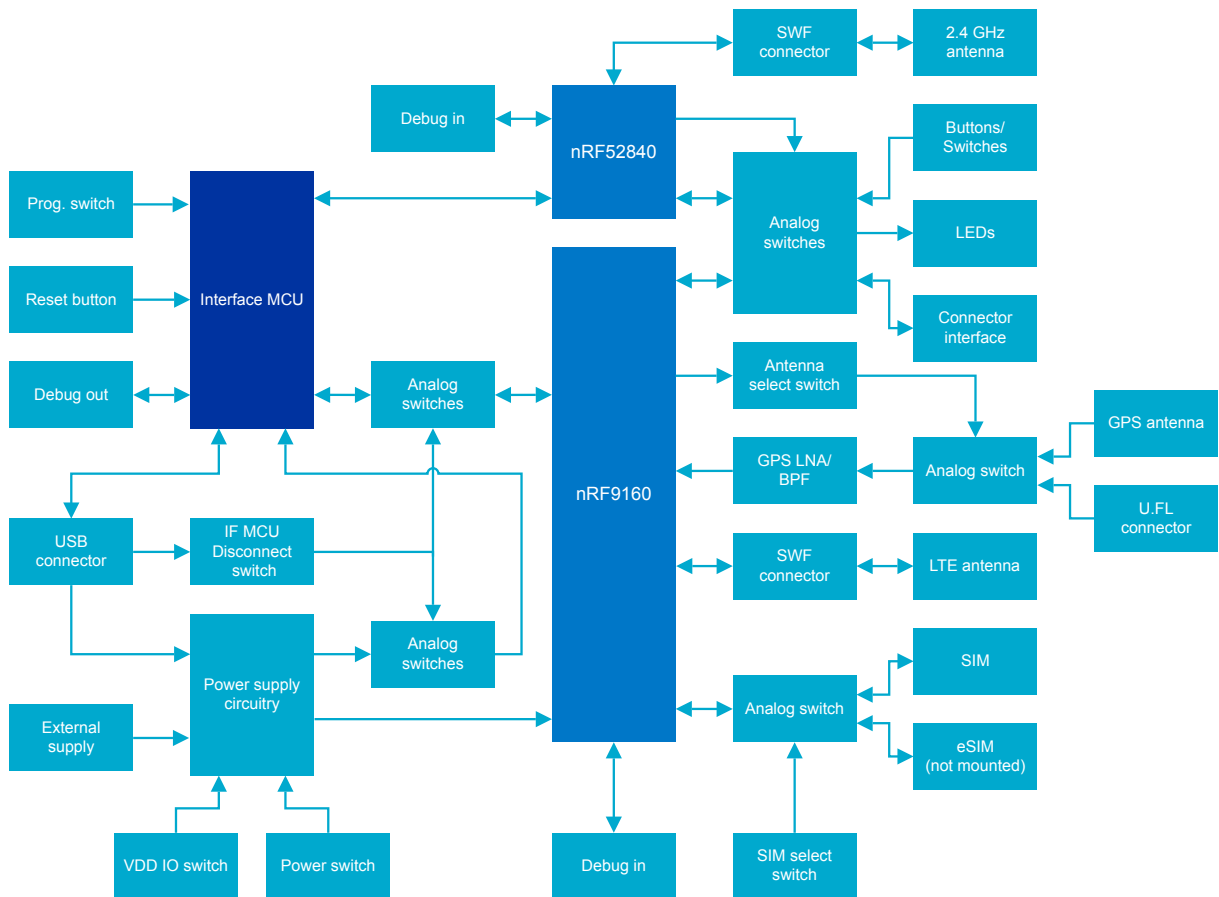 SWF
connector
2.4 GHz
antenna
Debug in
nRF52840
Buttons/
Switches
Prog. switch
Analog
switches
LEDs
Reset button
Interface MCU
Connector
interface
Debug out
Analog
switches
Antenna
select switch
GPS antenna
nRF9160
GPS LNA/
BPF
Analog switch
U.FL
connector
USB
connector
IF MCU
Disconnect
switch
SWF
connector
LTE antenna
Analog
switches
SIM
Power supply
circuitry
Analog switch
External
supply
eSIM
(not mounted)
VDD IO switch
Power switch
Debug in
SIM select
switch